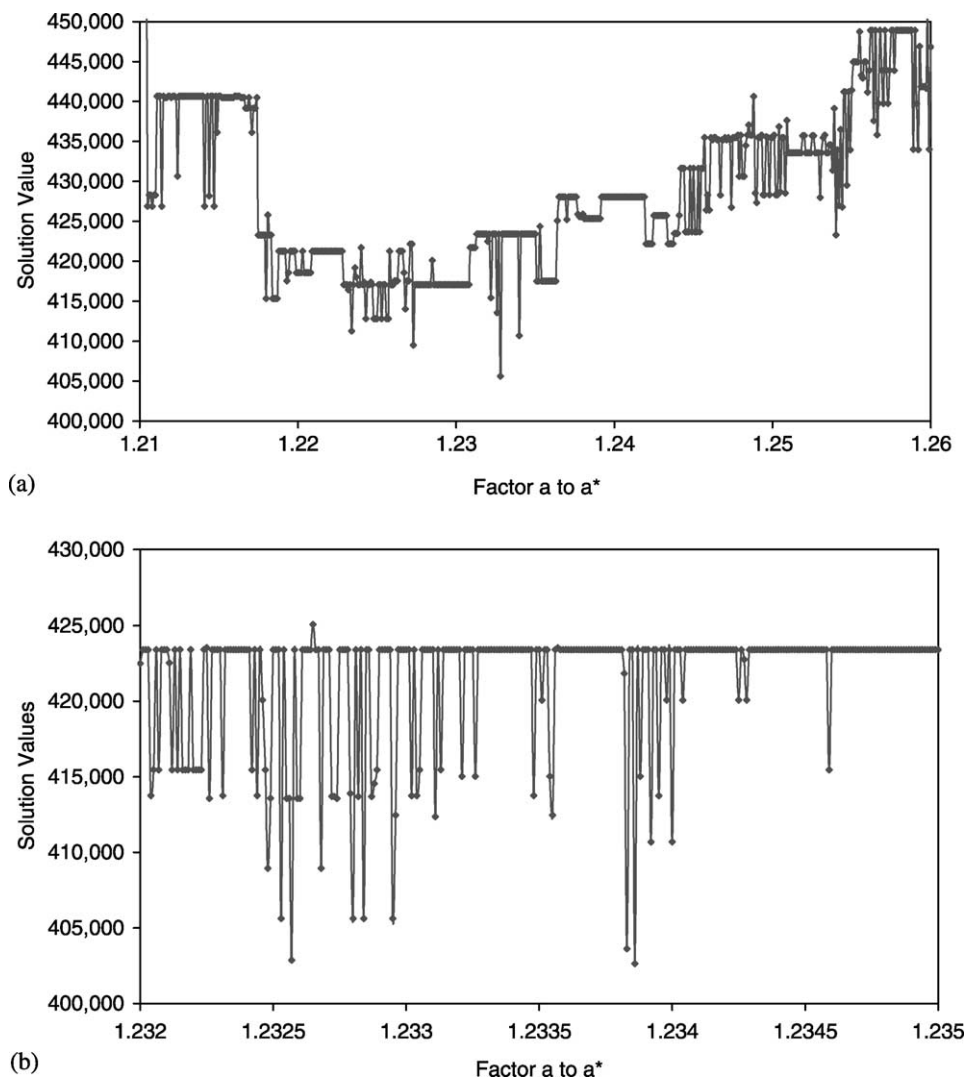 450,000
445,000
440,000
435,000
430,000
425,000
420,000
415,000
410,000
405,000
400,000
Solution Value
1.21 1.22 1.23 1.24 1.25 1.26
Factor a to a*
(a)
430,000
425,000
420,000
415,000
410,000
405,000
400,000
Solution Values
1.232 1.2325 1.233 1.2335 1.234 1.2345 1.235
Factor a to a*
(b)